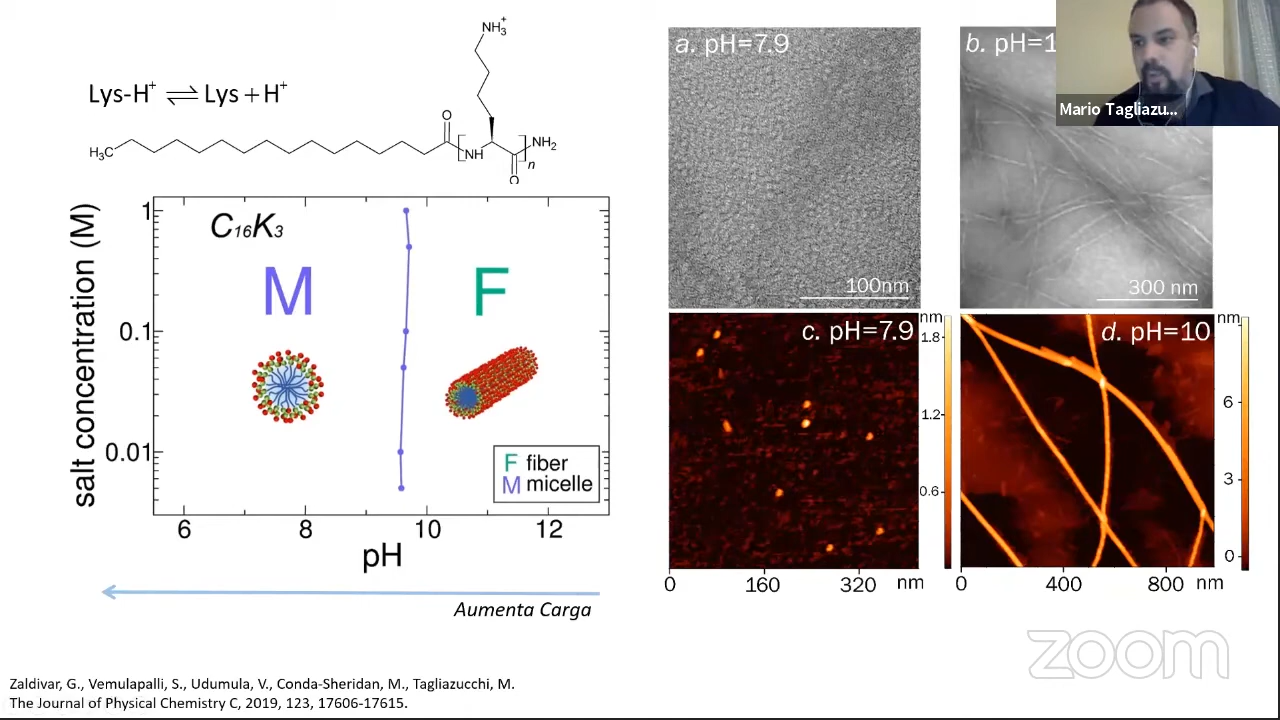 Lys-H⁺ ⇌ Lys + H⁺
NH₃⁺
H₃C
O
NH
O
n
NH₂
salt concentration (M)
1
0.1
0.01
C₁₆K₃
M
F
F fiber
M micelle
6
8
10
12
pH
Aumenta Carga
a. pH=7.9
100nm
b. pH=1
300 nm
Mario Tagliazu...
c. pH=7.9
nm
1.8
1.2
0.6
0
160
320
nm
d. pH=10
nm
6
3
0
0
400
800
nm
zoom
Zaldivar, G., Vemulapalli, S., Udumula, V., Conda-Sheridan, M., Tagliazucchi, M.
The Journal of Physical Chemistry C, 2019, 123, 17606-17615.